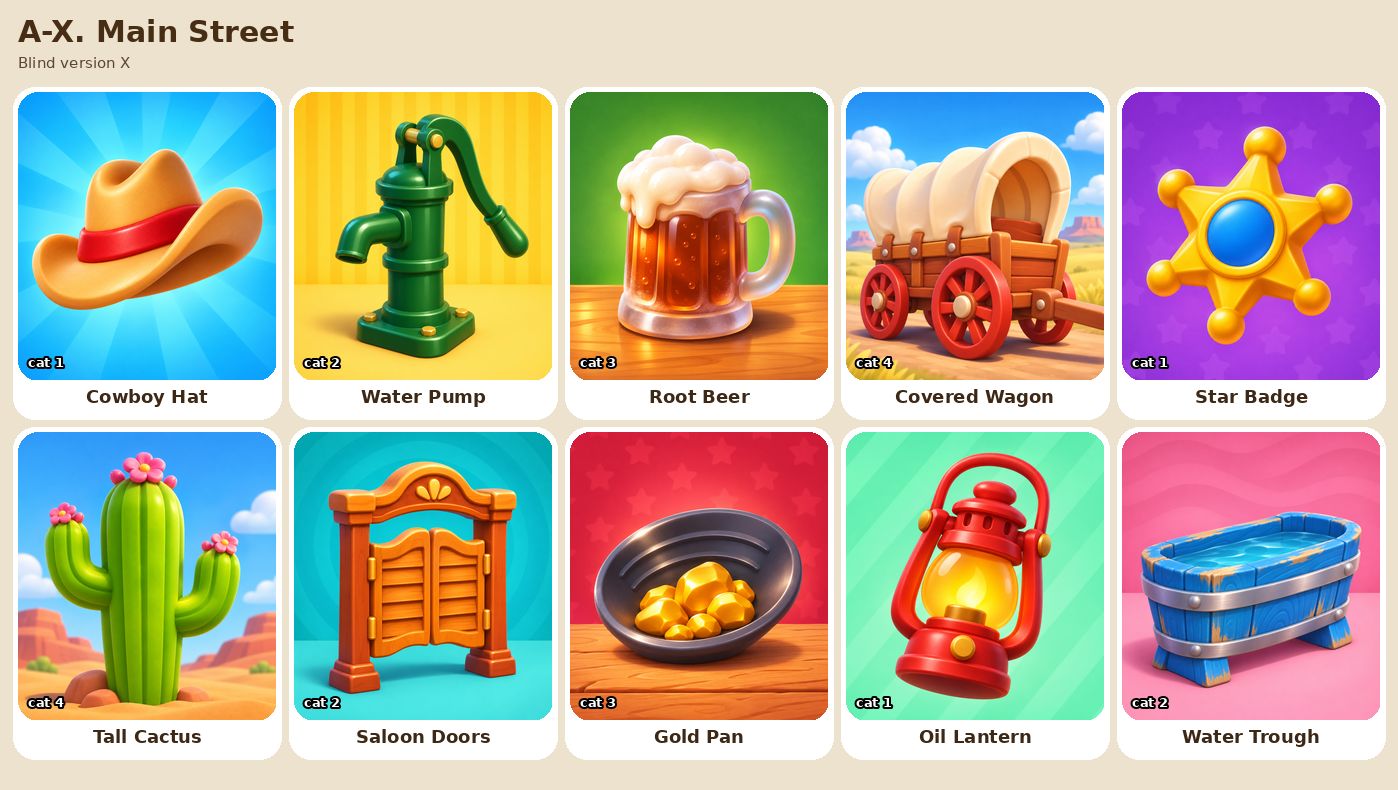 A-X. Main Street
Blind version X
cat 1
cat 2
cat 3
cat 4
cat 1
Cowboy Hat
Water Pump
Root Beer
Covered Wagon
Star Badge
cat 4
cat 2
cat 3
cat 1
cat 2
Tall Cactus
Saloon Doors
Gold Pan
Oil Lantern
Water Trough